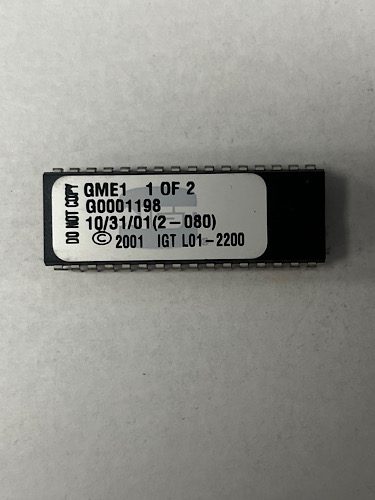 DO NOT COPY
GME1 1 OF 2
G0001198
10/31/01(2-080)
© 2001 IGT L01-2200